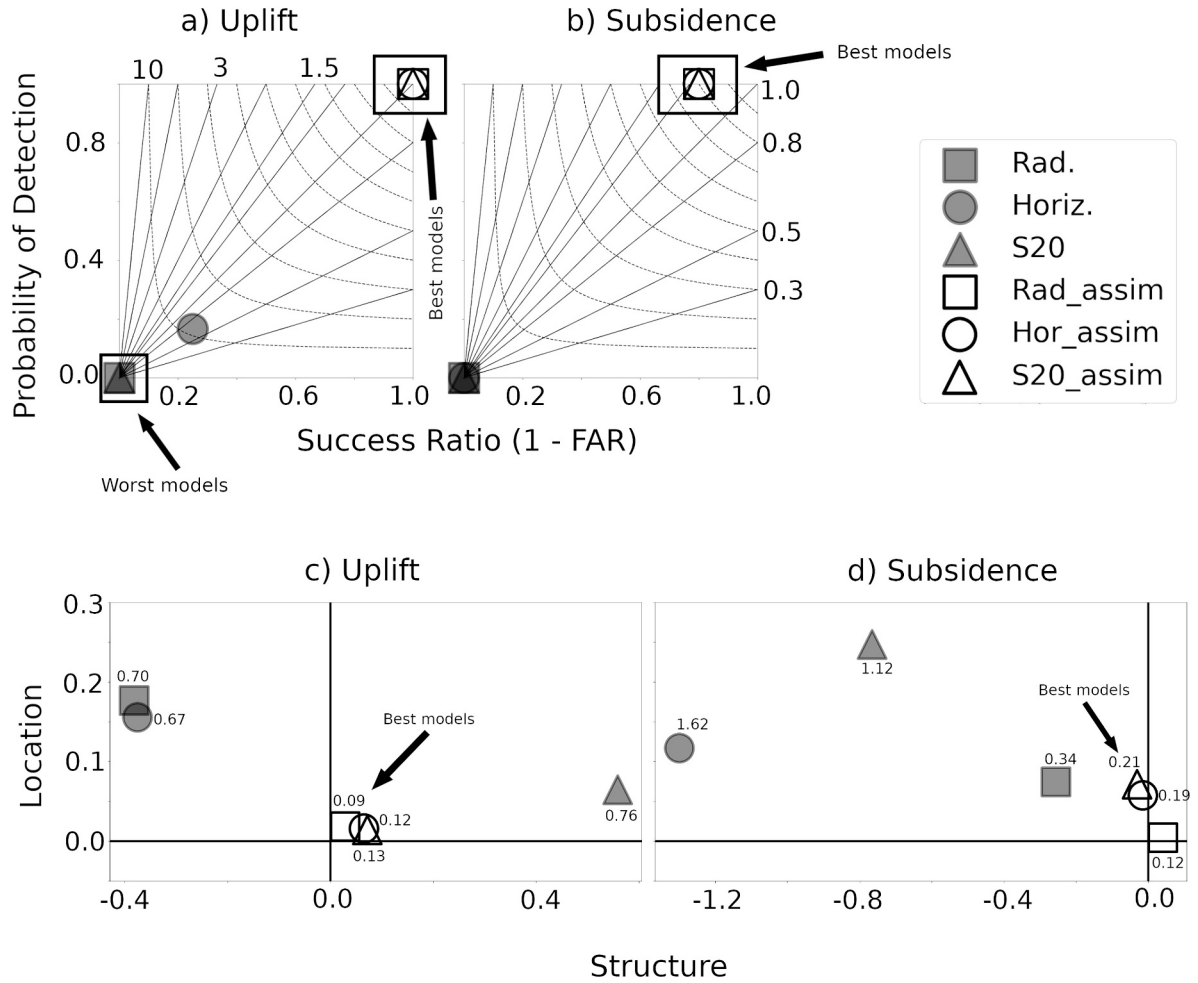 a) Uplift
b) Subsidence
10 3 1.5
Best models
1.0
0.8 0.8
0.5
0.4
0.3
0.0
0.2 0.6 1.0 0.2 0.6 1.0
Probability of Detection
Best models
Success Ratio (1 - FAR)
Worst models
Rad.
Horiz.
S20
Rad_assim
Hor_assim
S20_assim
c) Uplift
d) Subsidence
0.3
0.2
0.1
0.0
Location
0.70
0.67
Best models
0.09
0.12
0.13
0.76
-0.4 0.0 0.4
1.12
1.62
Best models
0.34
0.21
0.19
0.12
-1.2 -0.8 -0.4 0.0
Structure